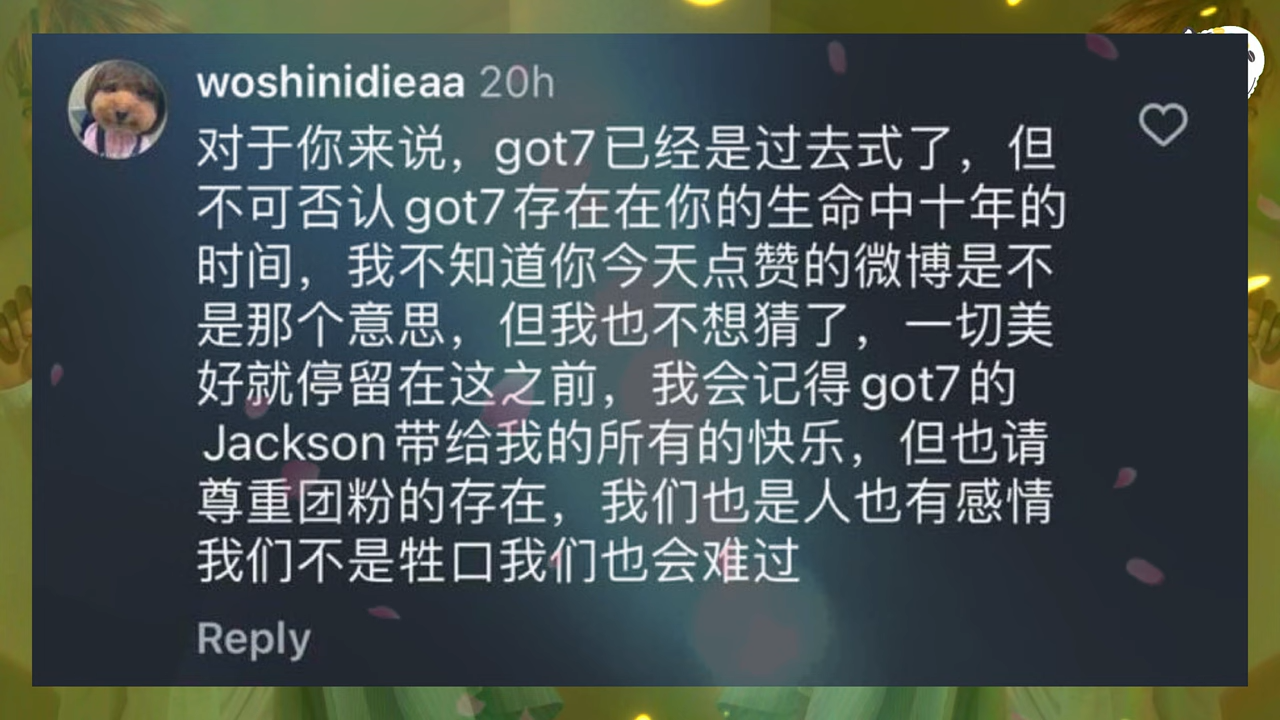 woshinidieaa 20h
对于你来说，got7已经是过去式了，但
不可否认got7存在在你的生命中十年的
时间，我不知道你今天点赞的微博是不
是那个意思，但我也不想猜了，一切美
好就停留在这之前，我会记得got7的
Jackson带给我的所有的快乐，但也请
尊重团粉的存在，我们也是人也有感情
我们不是牲口我们也会难过
Reply